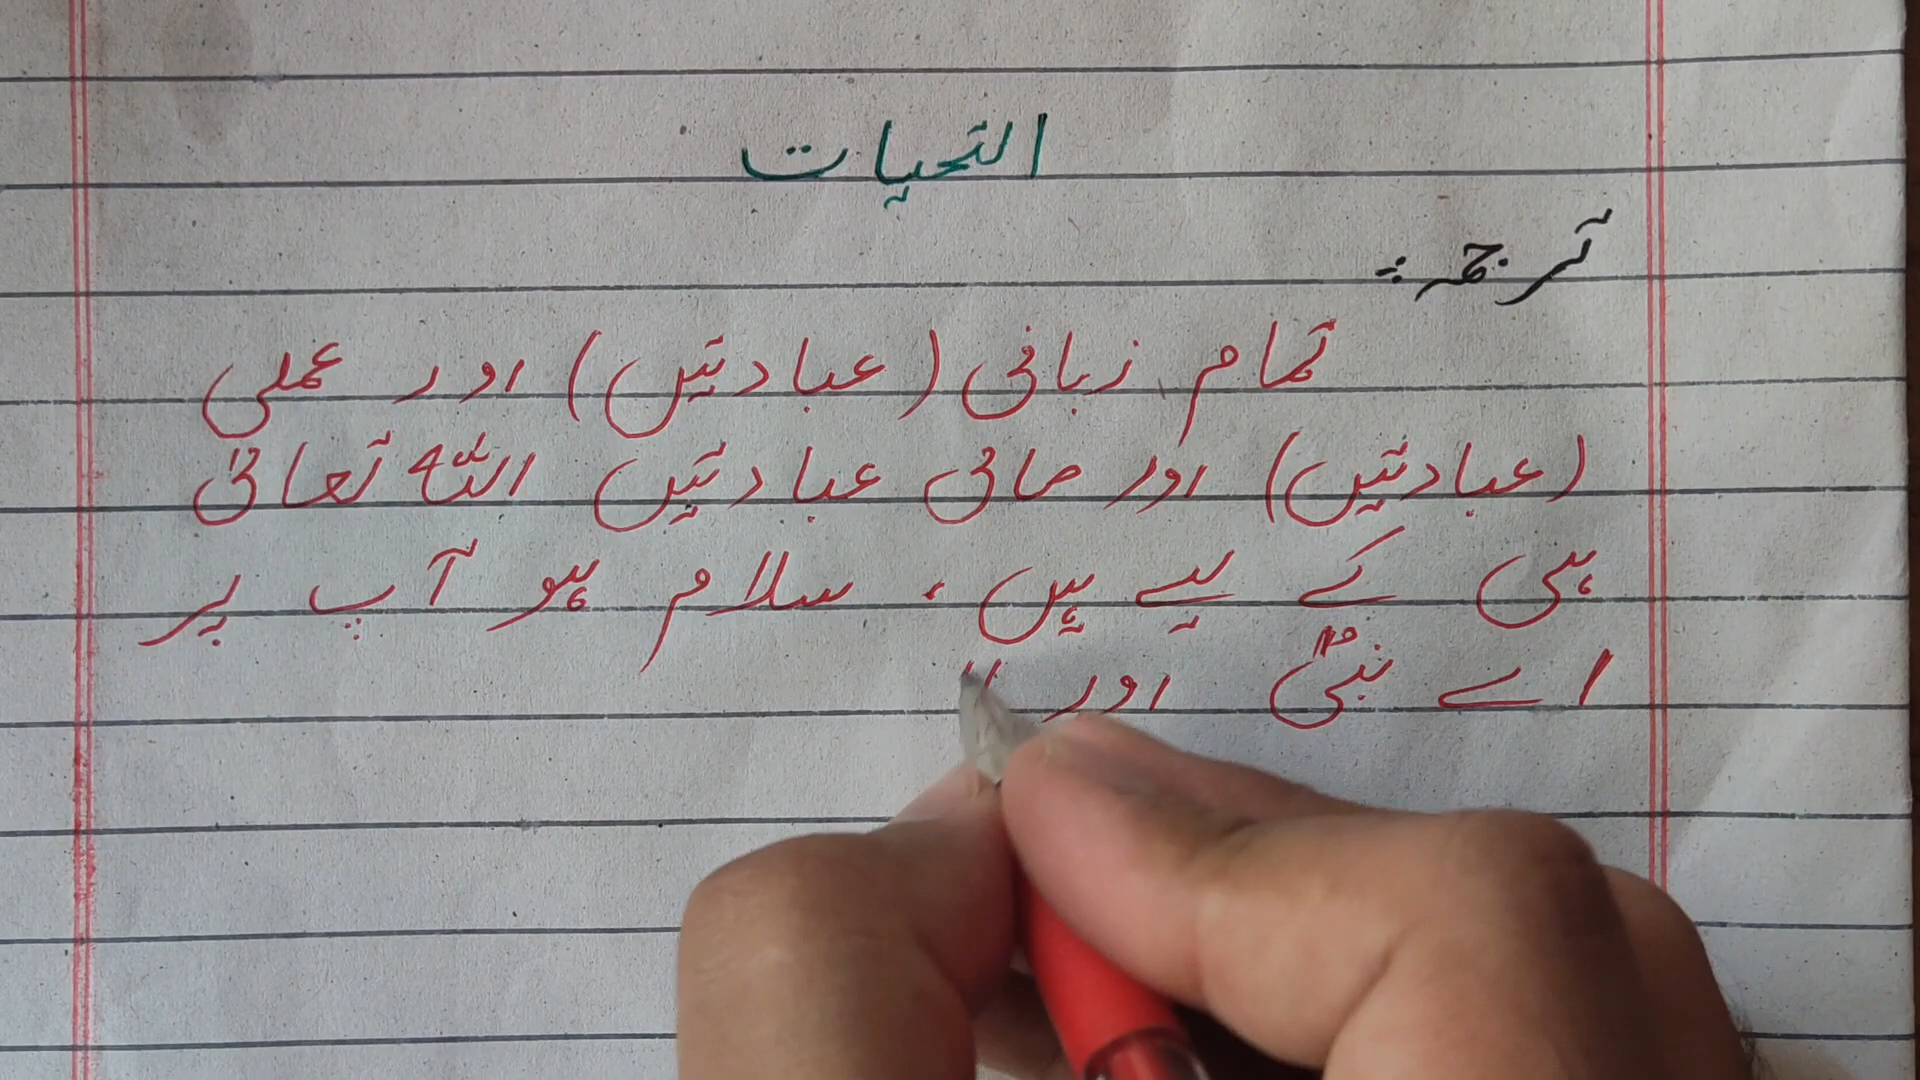 التحیات
ترجمہ :-
تمام زبانی (عبادتیں) اور عملی
(عبادتیں) اور مالی عبادتیں اللہ تعالیٰ
ہی کے لیے ہیں ، سلام ہو آپ پر
اے نبیؐ اور ا